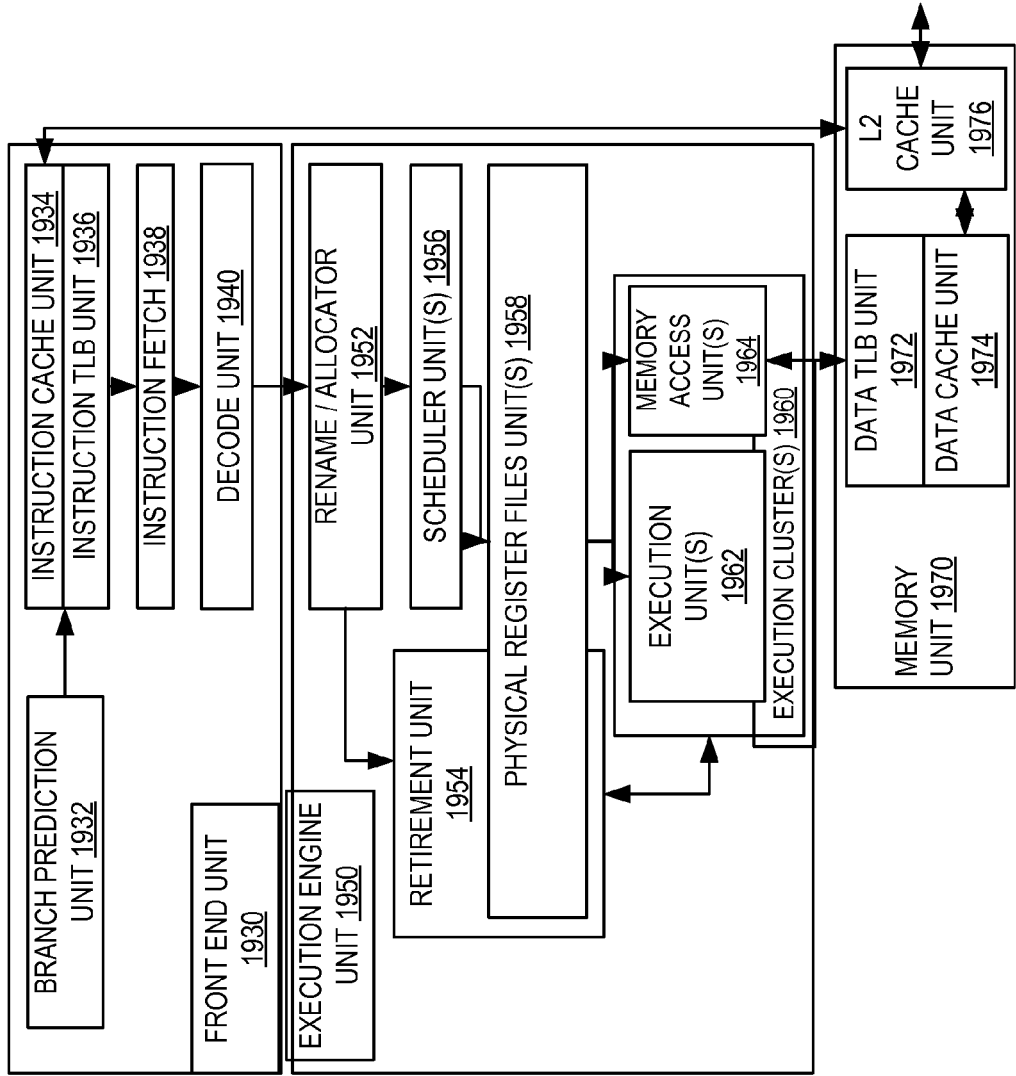 BRANCH PREDICTION
UNIT 1932
INSTRUCTION CACHE UNIT 1934
INSTRUCTION TLB UNIT 1936
INSTRUCTION FETCH 1938
DECODE UNIT 1940
FRONT END UNIT
1930
EXECUTION ENGINE
UNIT 1950
RENAME / ALLOCATOR
UNIT 1952
RETIREMENT UNIT
1954
SCHEDULER UNIT(S) 1956
PHYSICAL REGISTER FILES UNIT(S) 1958
EXECUTION
UNIT(S)
1962
MEMORY
ACCESS
UNIT(S)
1964
EXECUTION CLUSTER(S) 1960
MEMORY
UNIT 1970
DATA TLB UNIT
1972
DATA CACHE UNIT
1974
L2
CACHE
UNIT
1976